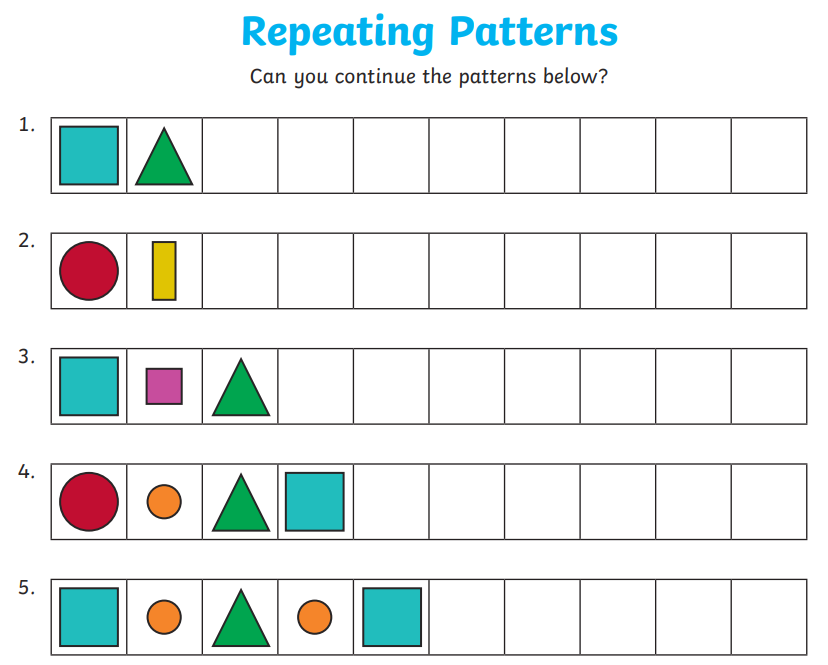 Repeating Patterns
Can you continue the patterns below?
1.
2.
3.
4.
5.